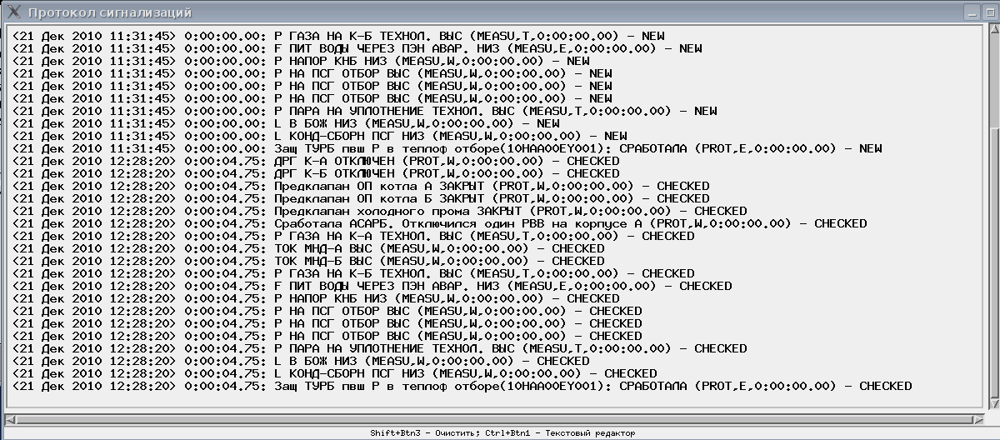 Протокол сигнализаций
<21 Дек 2010 11:31:45> 0:00:00.00: P ГАЗА НА К-Б ТЕХНОЛ. ВЫС (MEASU,T,0:00:00.00) - NEW
<21 Дек 2010 11:31:45> 0:00:00.00: F ПИТ ВОДЫ ЧЕРЕЗ ПЭН АВАР. НИЗ (MEASU,E,0:00:00.00) - NEW
<21 Дек 2010 11:31:45> 0:00:00.00: P НАПОР КНБ НИЗ (MEASU,W,0:00:00.00) - NEW
<21 Дек 2010 11:31:45> 0:00:00.00: P НА ПСГ ОТБОР ВЫС (MEASU,W,0:00:00.00) - NEW
<21 Дек 2010 11:31:45> 0:00:00.00: P НА ПСГ ОТБОР ВЫС (MEASU,W,0:00:00.00) - NEW
<21 Дек 2010 11:31:45> 0:00:00.00: P НА ПСГ ОТБОР ВЫС (MEASU,W,0:00:00.00) - NEW
<21 Дек 2010 11:31:45> 0:00:00.00: P ПАРА НА УПЛОТНЕНИЕ ТЕХНОЛ. ВЫС (MEASU,T,0:00:00.00) - NEW
<21 Дек 2010 11:31:45> 0:00:00.00: L В БОЖ НИЗ (MEASU,W,0:00:00.00) - NEW
<21 Дек 2010 11:31:45> 0:00:00.00: L КОНД-СБОРН ПСГ НИЗ (MEASU,W,0:00:00.00) - NEW
<21 Дек 2010 11:31:45> 0:00:00.00: Защ ТУРБ пвш Р в теплоф отборе(10HAA00EY001): СРАБОТАЛА (PROT,E,0:00:00.00) - NEW
<21 Дек 2010 12:28:20> 0:00:04.75: ДРГ К-А ОТКЛЮЧЕН (PROT,W,0:00:00.00) - CHECKED
<21 Дек 2010 12:28:20> 0:00:04.75: ДРГ К-Б ОТКЛЮЧЕН (PROT,W,0:00:00.00) - CHECKED
<21 Дек 2010 12:28:20> 0:00:04.75: Предклапан ОП котла А ЗАКРЫТ (PROT,W,0:00:00.00) - CHECKED
<21 Дек 2010 12:28:20> 0:00:04.75: Предклапан ОП котла Б ЗАКРЫТ (PROT,W,0:00:00.00) - CHECKED
<21 Дек 2010 12:28:20> 0:00:04.75: Предклапан холодного прома ЗАКРЫТ (PROT,W,0:00:00.00) - CHECKED
<21 Дек 2010 12:28:20> 0:00:04.75: Сработала АСАРБ. Отключился один РВВ на корпусе А (PROT,W,0:00:00.00) - CHECKED
<21 Дек 2010 12:28:20> 0:00:04.75: P ГАЗА НА К-А ТЕХНОЛ. ВЫС (MEASU,T,0:00:00.00) - CHECKED
<21 Дек 2010 12:28:20> 0:00:04.75: ТОК МНД-А ВЫС (MEASU,W,0:00:00.00) - CHECKED
<21 Дек 2010 12:28:20> 0:00:04.75: ТОК МНД-Б ВЫС (MEASU,W,0:00:00.00) - CHECKED
<21 Дек 2010 12:28:20> 0:00:04.75: P ГАЗА НА К-Б ТЕХНОЛ. ВЫС (MEASU,T,0:00:00.00) - CHECKED
<21 Дек 2010 12:28:20> 0:00:04.75: F ПИТ ВОДЫ ЧЕРЕЗ ПЭН АВАР. НИЗ (MEASU,E,0:00:00.00) - CHECKED
<21 Дек 2010 12:28:20> 0:00:04.75: P НАПОР КНБ НИЗ (MEASU,W,0:00:00.00) - CHECKED
<21 Дек 2010 12:28:20> 0:00:04.75: P НА ПСГ ОТБОР ВЫС (MEASU,W,0:00:00.00) - CHECKED
<21 Дек 2010 12:28:20> 0:00:04.75: P НА ПСГ ОТБОР ВЫС (MEASU,W,0:00:00.00) - CHECKED
<21 Дек 2010 12:28:20> 0:00:04.75: P НА ПСГ ОТБОР ВЫС (MEASU,W,0:00:00.00) - CHECKED
<21 Дек 2010 12:28:20> 0:00:04.75: P ПАРА НА УПЛОТНЕНИЕ ТЕХНОЛ. ВЫС (MEASU,T,0:00:00.00) - CHECKED
<21 Дек 2010 12:28:20> 0:00:04.75: L В БОЖ НИЗ (MEASU,W,0:00:00.00) - CHECKED
<21 Дек 2010 12:28:20> 0:00:04.75: L КОНД-СБОРН ПСГ НИЗ (MEASU,W,0:00:00.00) - CHECKED
<21 Дек 2010 12:28:20> 0:00:04.75: Защ ТУРБ пвш Р в теплоф отборе(10HAA00EY001): СРАБОТАЛА (PROT,E,0:00:00.00) - CHECKED
Shift+Btn3 - Очистить; Ctrl+Btn1 - Текстовый редактор